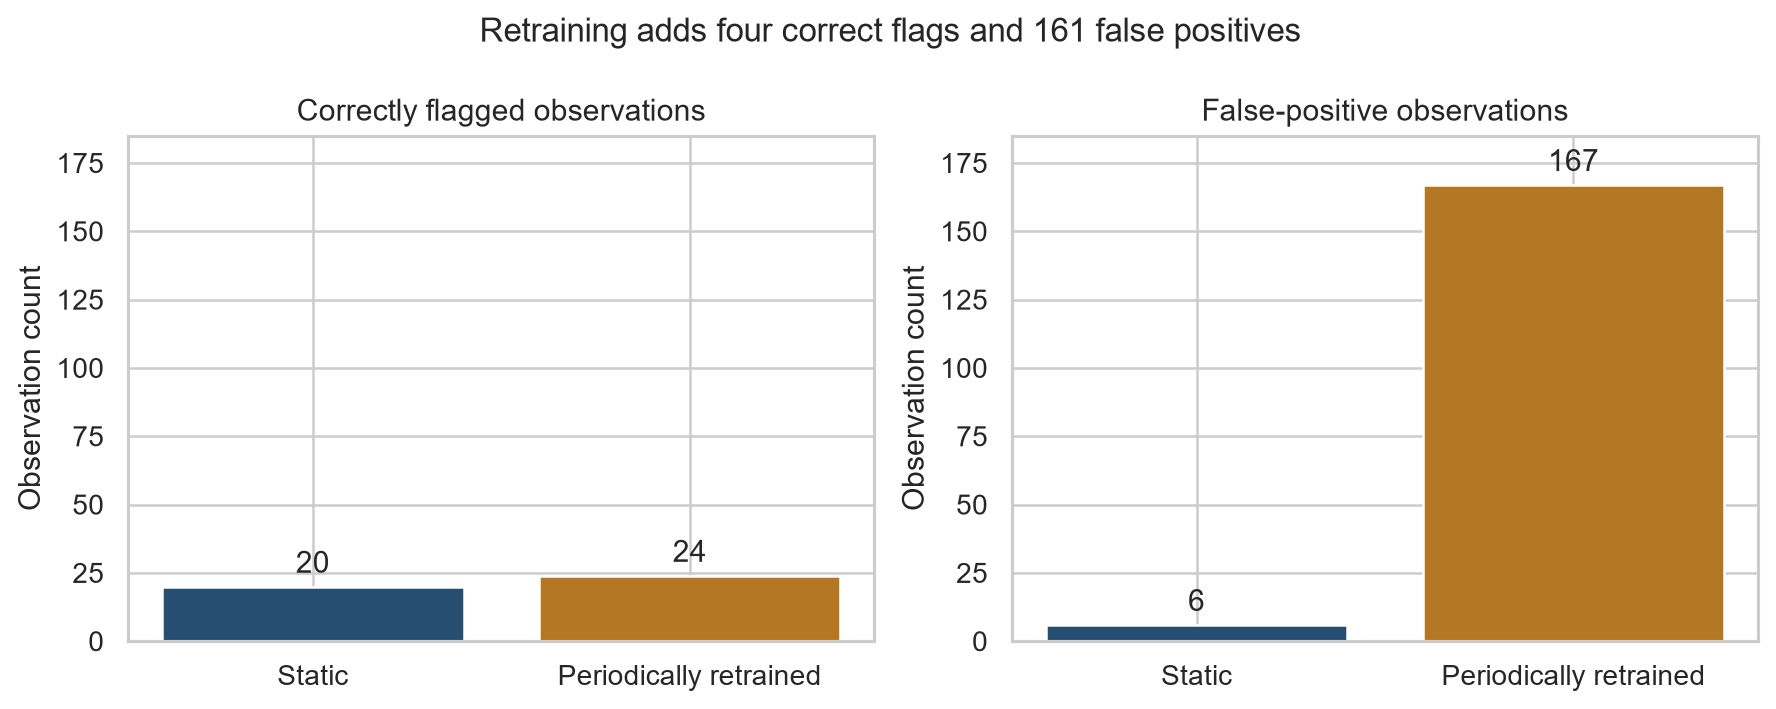 Retraining adds four correct flags and 161 false positives
Correctly flagged observations
Observation count
175
150
125
100
75
50
25
0
20
24
Static
Periodically retrained
False-positive observations
Observation count
175
150
125
100
75
50
25
0
6
167
Static
Periodically retrained